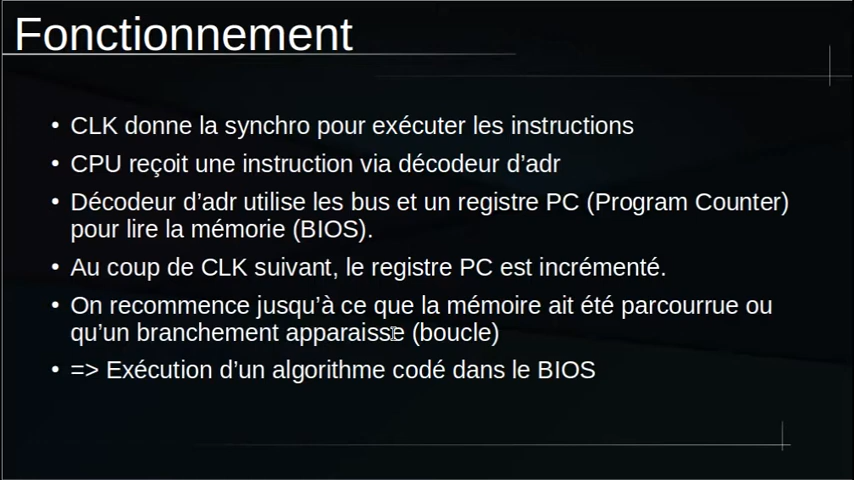 Fonctionnement
• CLK donne la synchro pour exécuter les instructions
• CPU reçoit une instruction via décodeur d’adr
• Décodeur d’adr utilise les bus et un registre PC (Program Counter)
pour lire la mémorie (BIOS).
• Au coup de CLK suivant, le registre PC est incrémenté.
• On recommence jusqu’à ce que la mémoire ait été parcourrue ou
qu’un branchement apparaisse (boucle)
• => Exécution d’un algorithme codé dans le BIOS